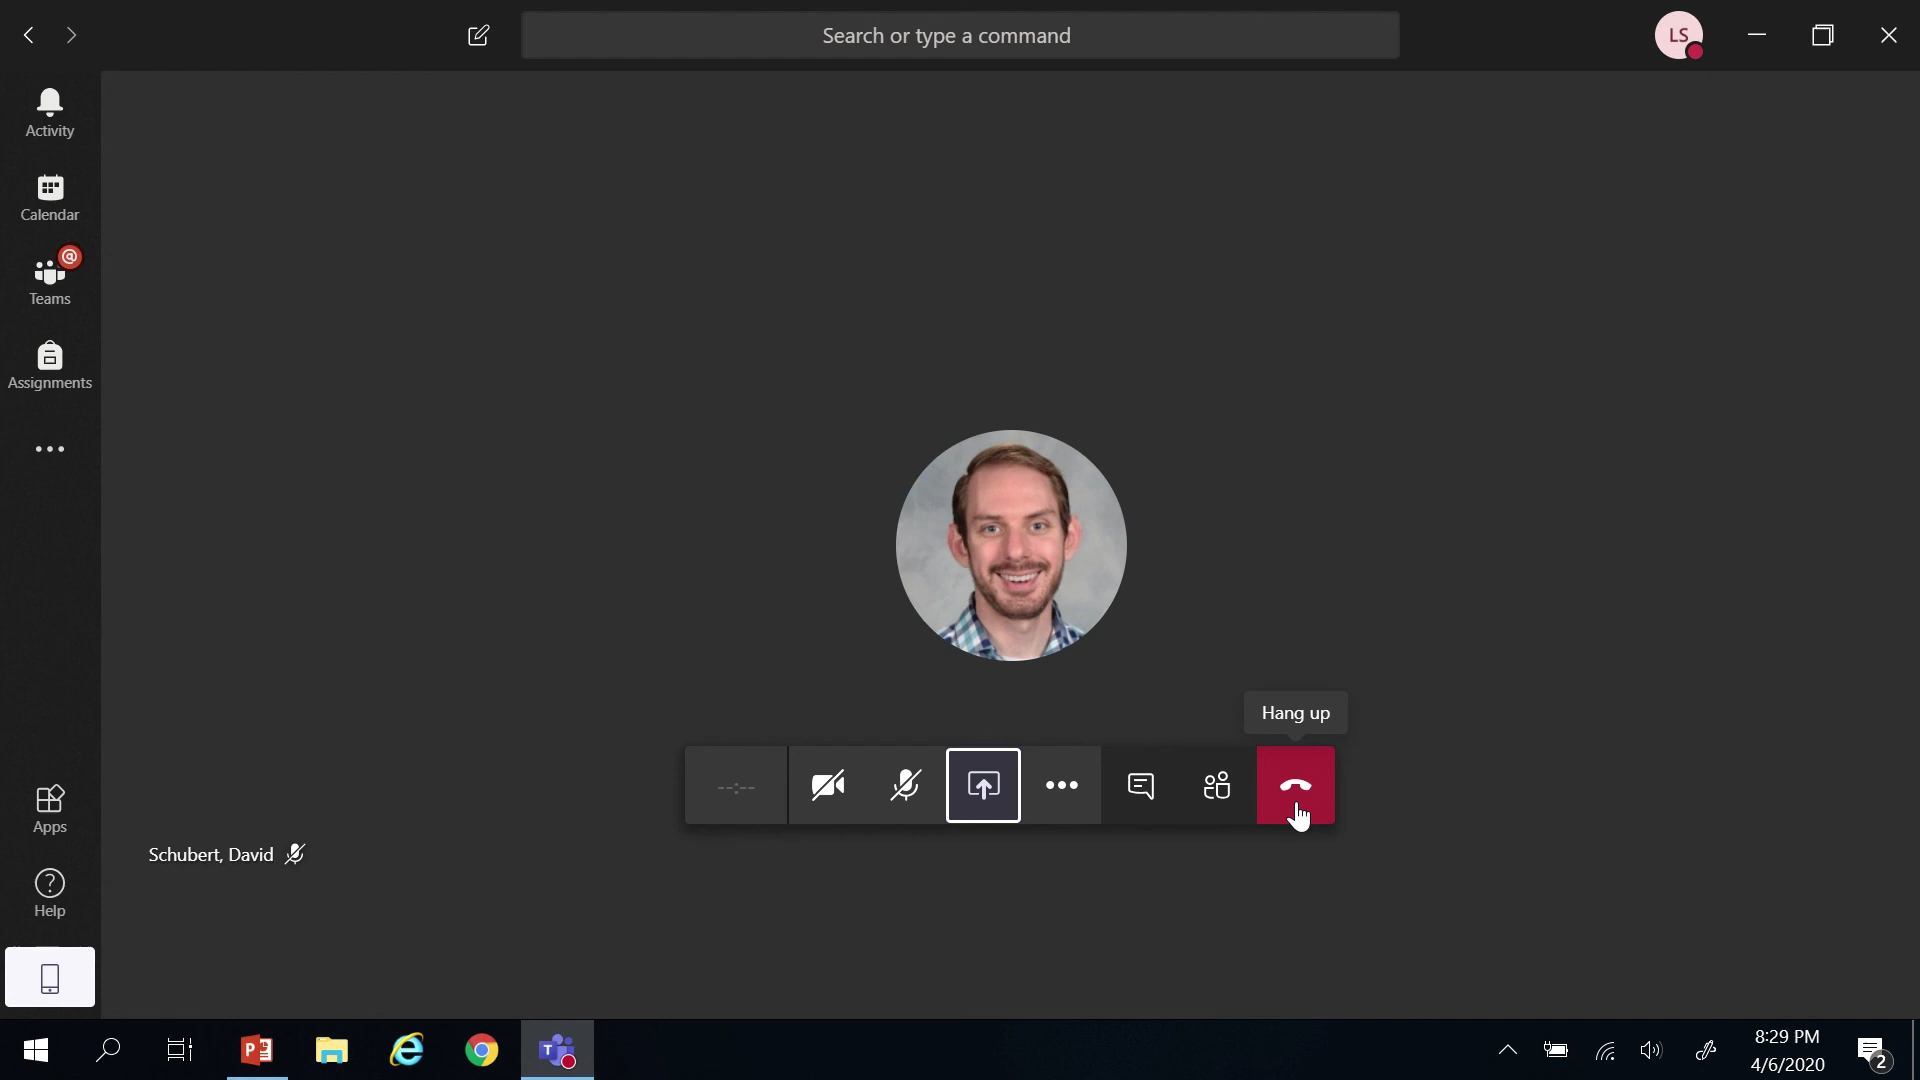 Search or type a command
LS
Activity
Calendar
@
Teams
Assignments
Hang up
--:--
Apps
Schubert, David
Help
8:29 PM
4/6/2020
2